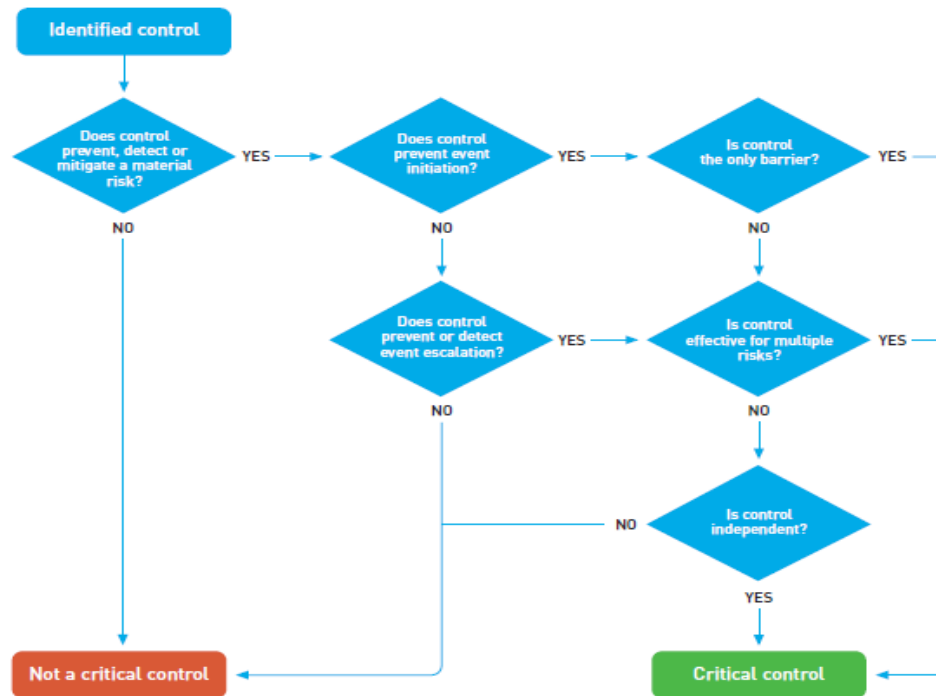 Identified control
Does control
prevent, detect or
mitigate a material
risk?
YES
Does control
prevent event
initiation?
YES
Is control
the only barrier?
YES
NO
NO
NO
Does control
prevent or detect
event escalation?
YES
Is control
effective for multiple
risks?
YES
NO
NO
Is control
independent?
NO
YES
Not a critical control
Critical control